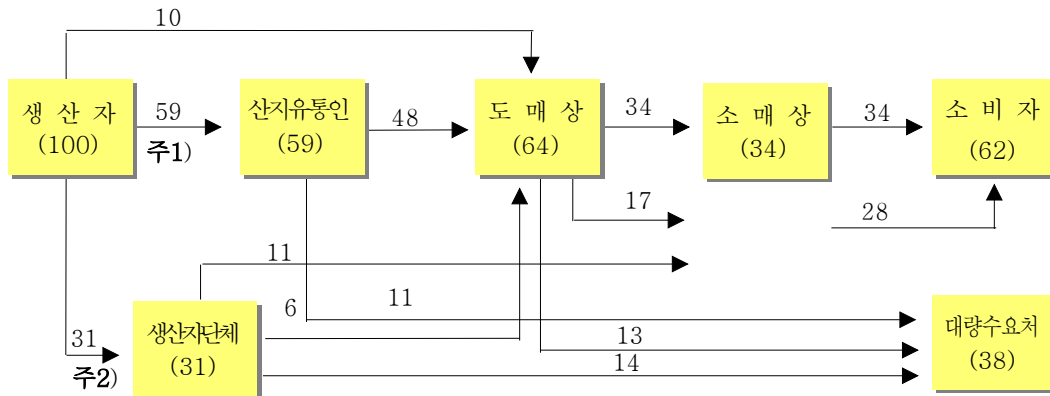 10
생 산 자
(100)
59
주1)
산지유통인
(59)
48
도 매 상
(64)
34
소 매 상
(34)
34
소 비 자
(62)
17
28
11
6
11
31
주2)
생산자단체
(31)
13
14
대량수요처
(38)